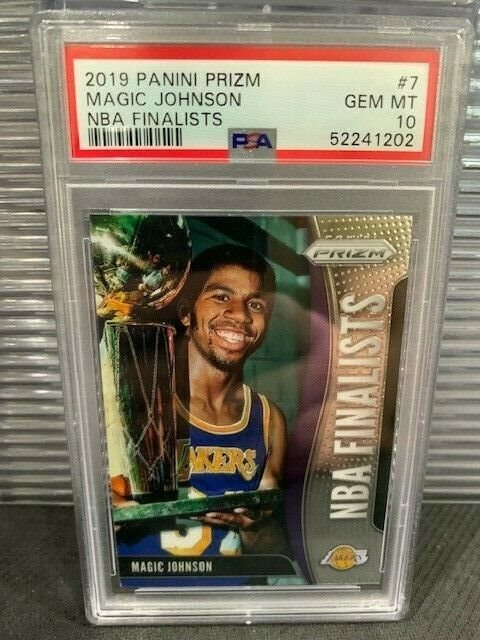 2019 PANINI PRIZM #7
MAGIC JOHNSON GEM MT
NBA FINALISTS 10
PSA 52241202
PRIZM
NBA FINALISTS
LAKERS
MAGIC JOHNSON